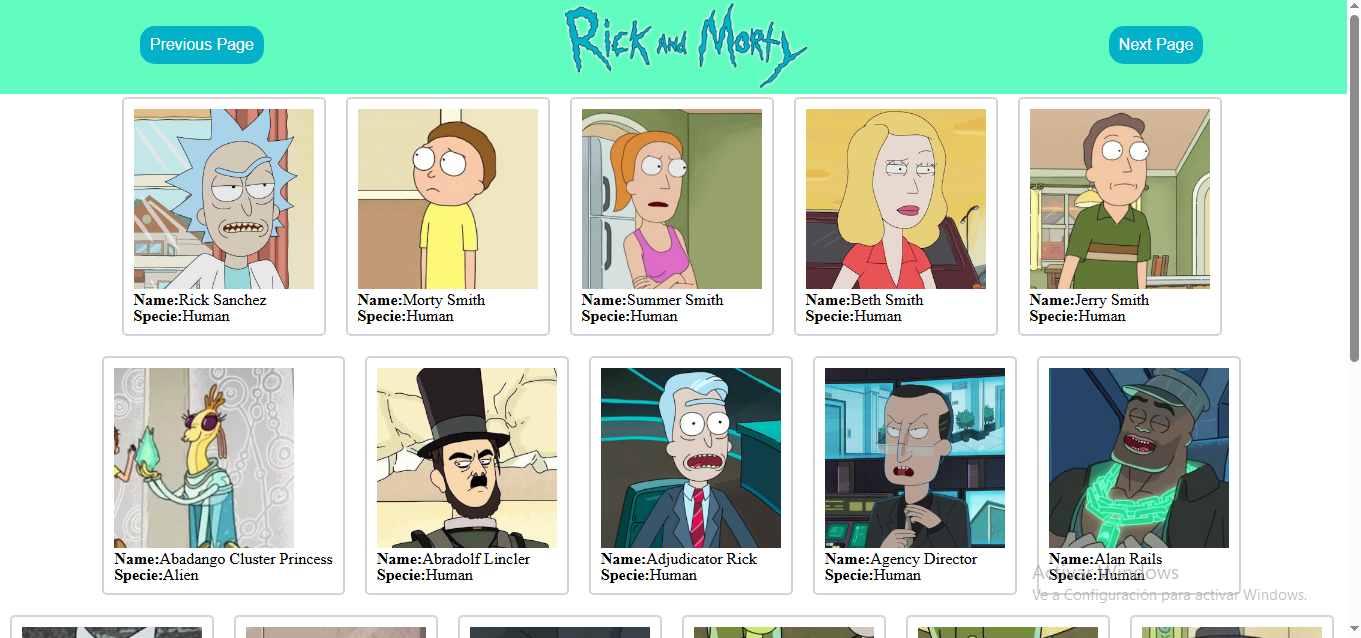 Previous Page
Rick and Morty
Next Page
Name:Rick Sanchez
Specie:Human
Name:Morty Smith
Specie:Human
Name:Summer Smith
Specie:Human
Name:Beth Smith
Specie:Human
Name:Jerry Smith
Specie:Human
Name:Abadango Cluster Princess
Specie:Alien
Name:Abradolf Lincler
Specie:Human
Name:Adjudicator Rick
Specie:Human
Name:Agency Director
Specie:Human
Name:Alan Rails
Specie:Human
Activar Windows
Ve a Configuración para activar Windows.